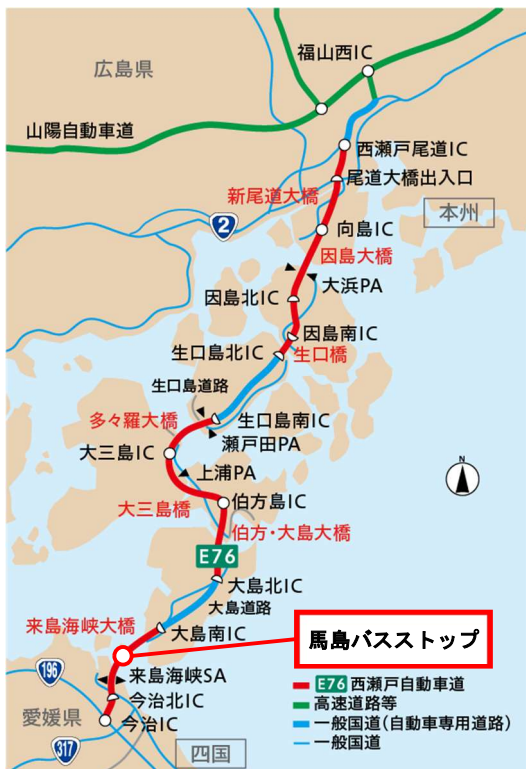 福山西IC
広島県
山陽自動車道
西瀬戸尾道IC
尾道大橋出入口
新尾道大橋
本州
2
向島IC
因島大橋
大浜PA
因島北IC
因島南IC
生口島北IC
生口橋
生口島道路
多々羅大橋
生口島南IC
瀬戸田PA
大三島IC
上浦PA
N
大三島橋
伯方島IC
伯方・大島大橋
E76
大島北IC
大島道路
来島海峡大橋
大島南IC
馬島バスストップ
196
来島海峡SA
今治北IC
愛媛県
今治IC
317
四国
E76 西瀬戸自動車道
高速道路等
一般国道(自動車専用道路)
一般国道